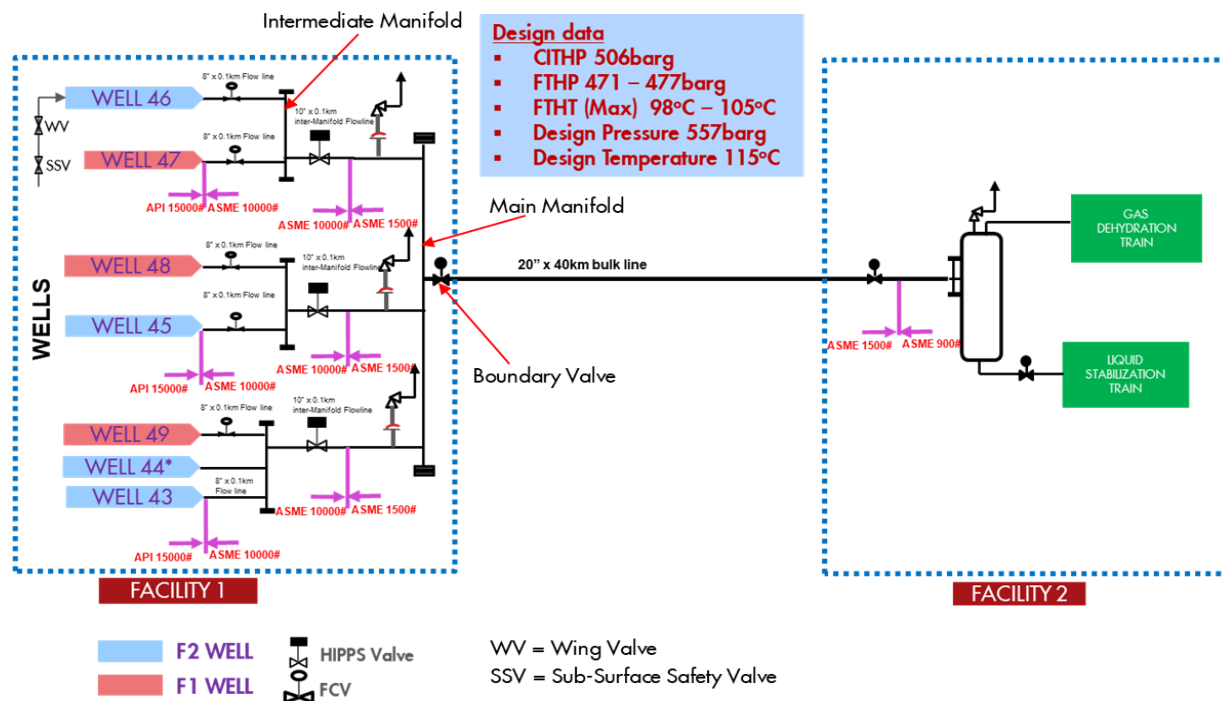 Intermediate Manifold
Design data
▪ CITHP 506barg
▪ FTHP 471 – 477barg
▪ FTHT (Max) 98°C – 105°C
▪ Design Pressure 557barg
▪ Design Temperature 115°C
8" x 0.1km Flow line
WELL 46
10" x 0.1km
inter-Manifold Flowline
WV
8" x 0.1km Flow line
WELL 47
SSV
API 15000# ASME 10000#
ASME 10000# ASME 1500#
Main Manifold
8" x 0.1km Flow line
10" x 0.1km
inter-Manifold Flowline
WELL 48
8" x 0.1km Flow line
WELL 45
WELLS
API 15000# ASME 10000#
ASME 10000# ASME 1500#
20" x 40km bulk line
Boundary Valve
8" x 0.1km Flow line
10" x 0.1km
inter-Manifold Flowline
WELL 49
WELL 44*
8" x 0.1km
Flow line
WELL 43
API 15000# ASME 10000#
ASME 10000# ASME 1500#
GAS
DEHYDRATION
TRAIN
ASME 1500# ASME 900#
LIQUID
STABILIZATION
TRAIN
FACILITY 1
FACILITY 2
F2 WELL
F1 WELL
HIPPS Valve
FCV
WV = Wing Valve
SSV = Sub-Surface Safety Valve